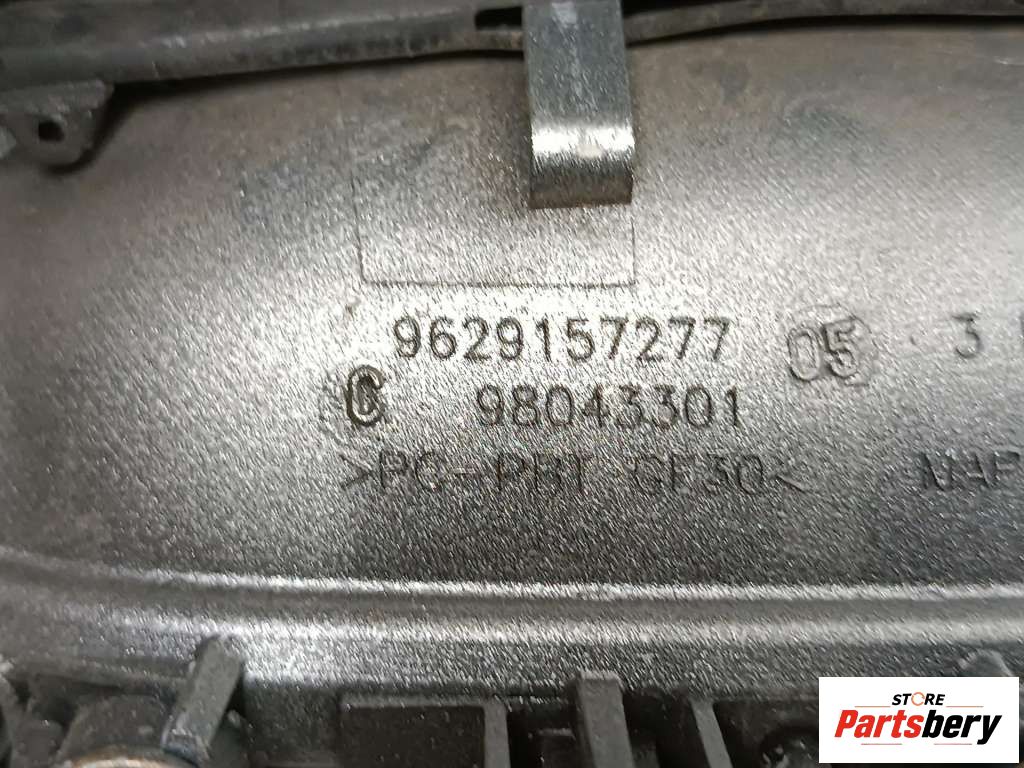 9629157277 05 3
98043301
>PC-PBT GF30<
STORE
Partsbery